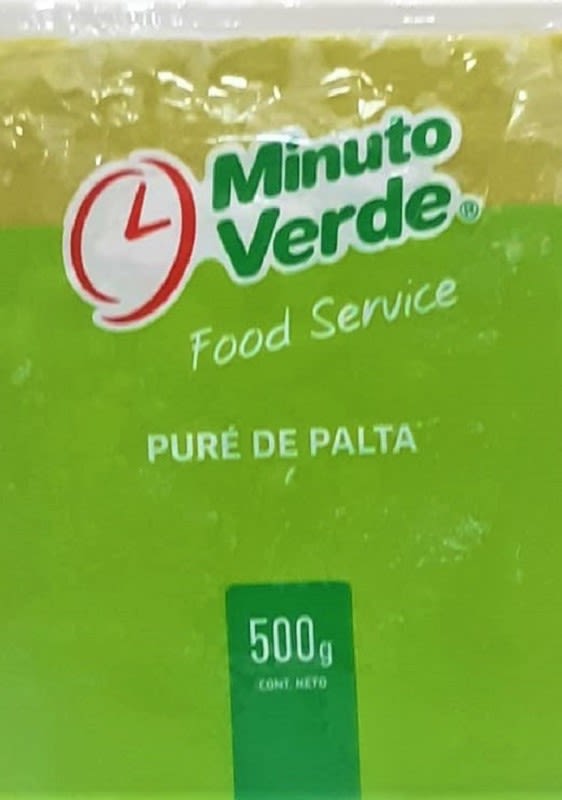 Minuto
Verde®
Food Service
PURÉ DE PALTA
500g
CONT. NETO